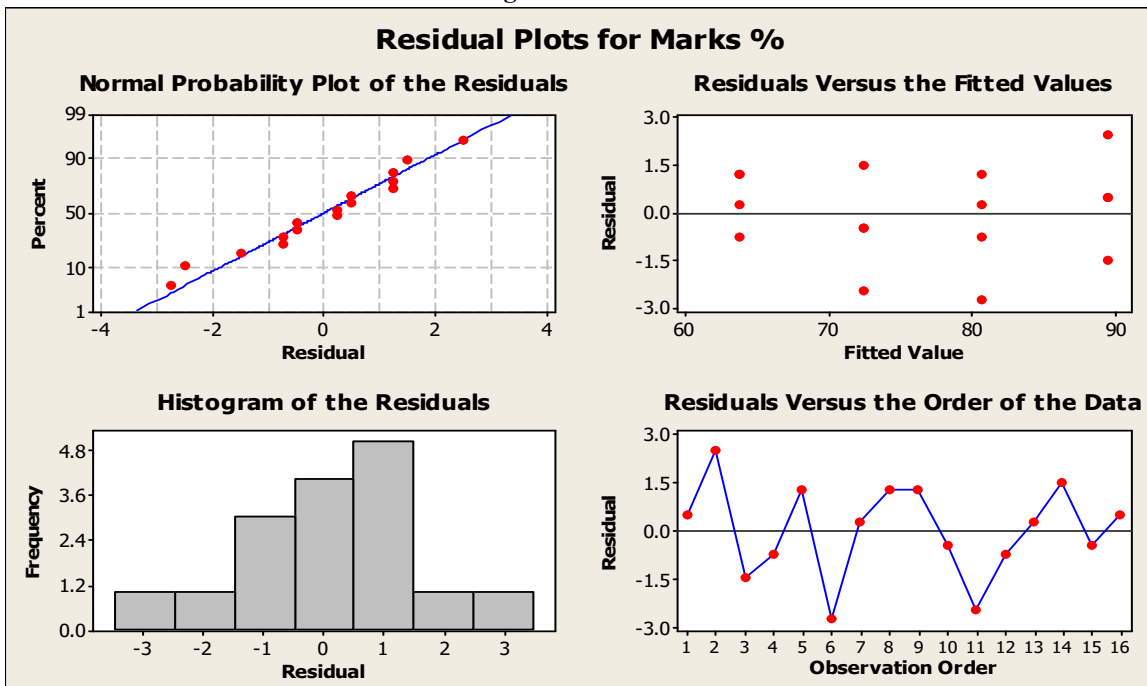 g
Residual Plots for Marks %
Normal Probability Plot of the Residuals
99
90
50
10
1
Percent
-4 -2 0 2 4
Residual
Residuals Versus the Fitted Values
3.0
1.5
0.0
-1.5
-3.0
Residual
60 70 80 90
Fitted Value
Histogram of the Residuals
4.8
3.6
2.4
1.2
0.0
Frequency
-3 -2 -1 0 1 2 3
Residual
Residuals Versus the Order of the Data
3.0
1.5
0.0
-1.5
-3.0
Residual
1 2 3 4 5 6 7 8 9 10 11 12 13 14 15 16
Observation Order